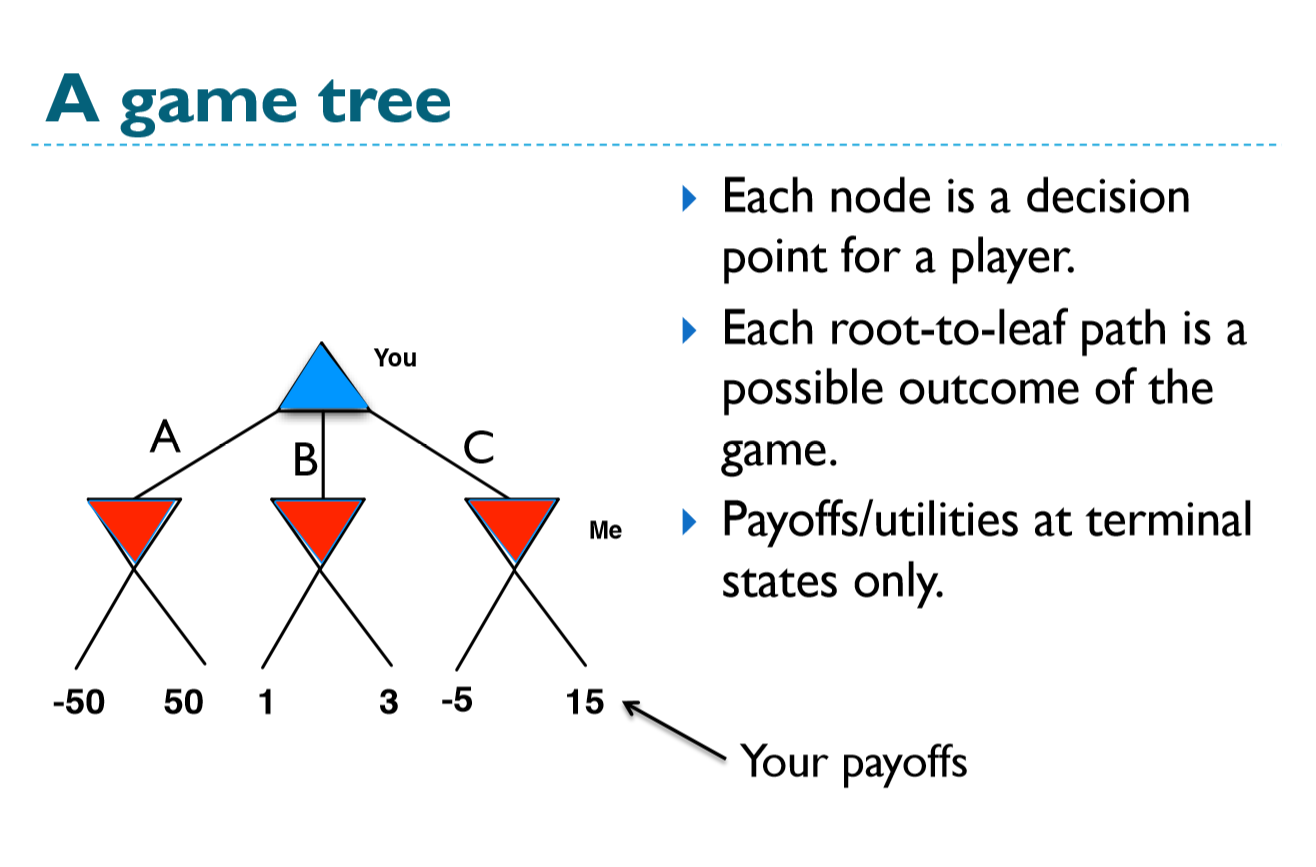 A game tree
Each node is a decision
point for a player.
Each root-to-leaf path is a
possible outcome of the
game.
Payoffs/utilities at terminal
states only.
You
A
B
C
Me
-50 50 1 3 -5 15
Your payoffs